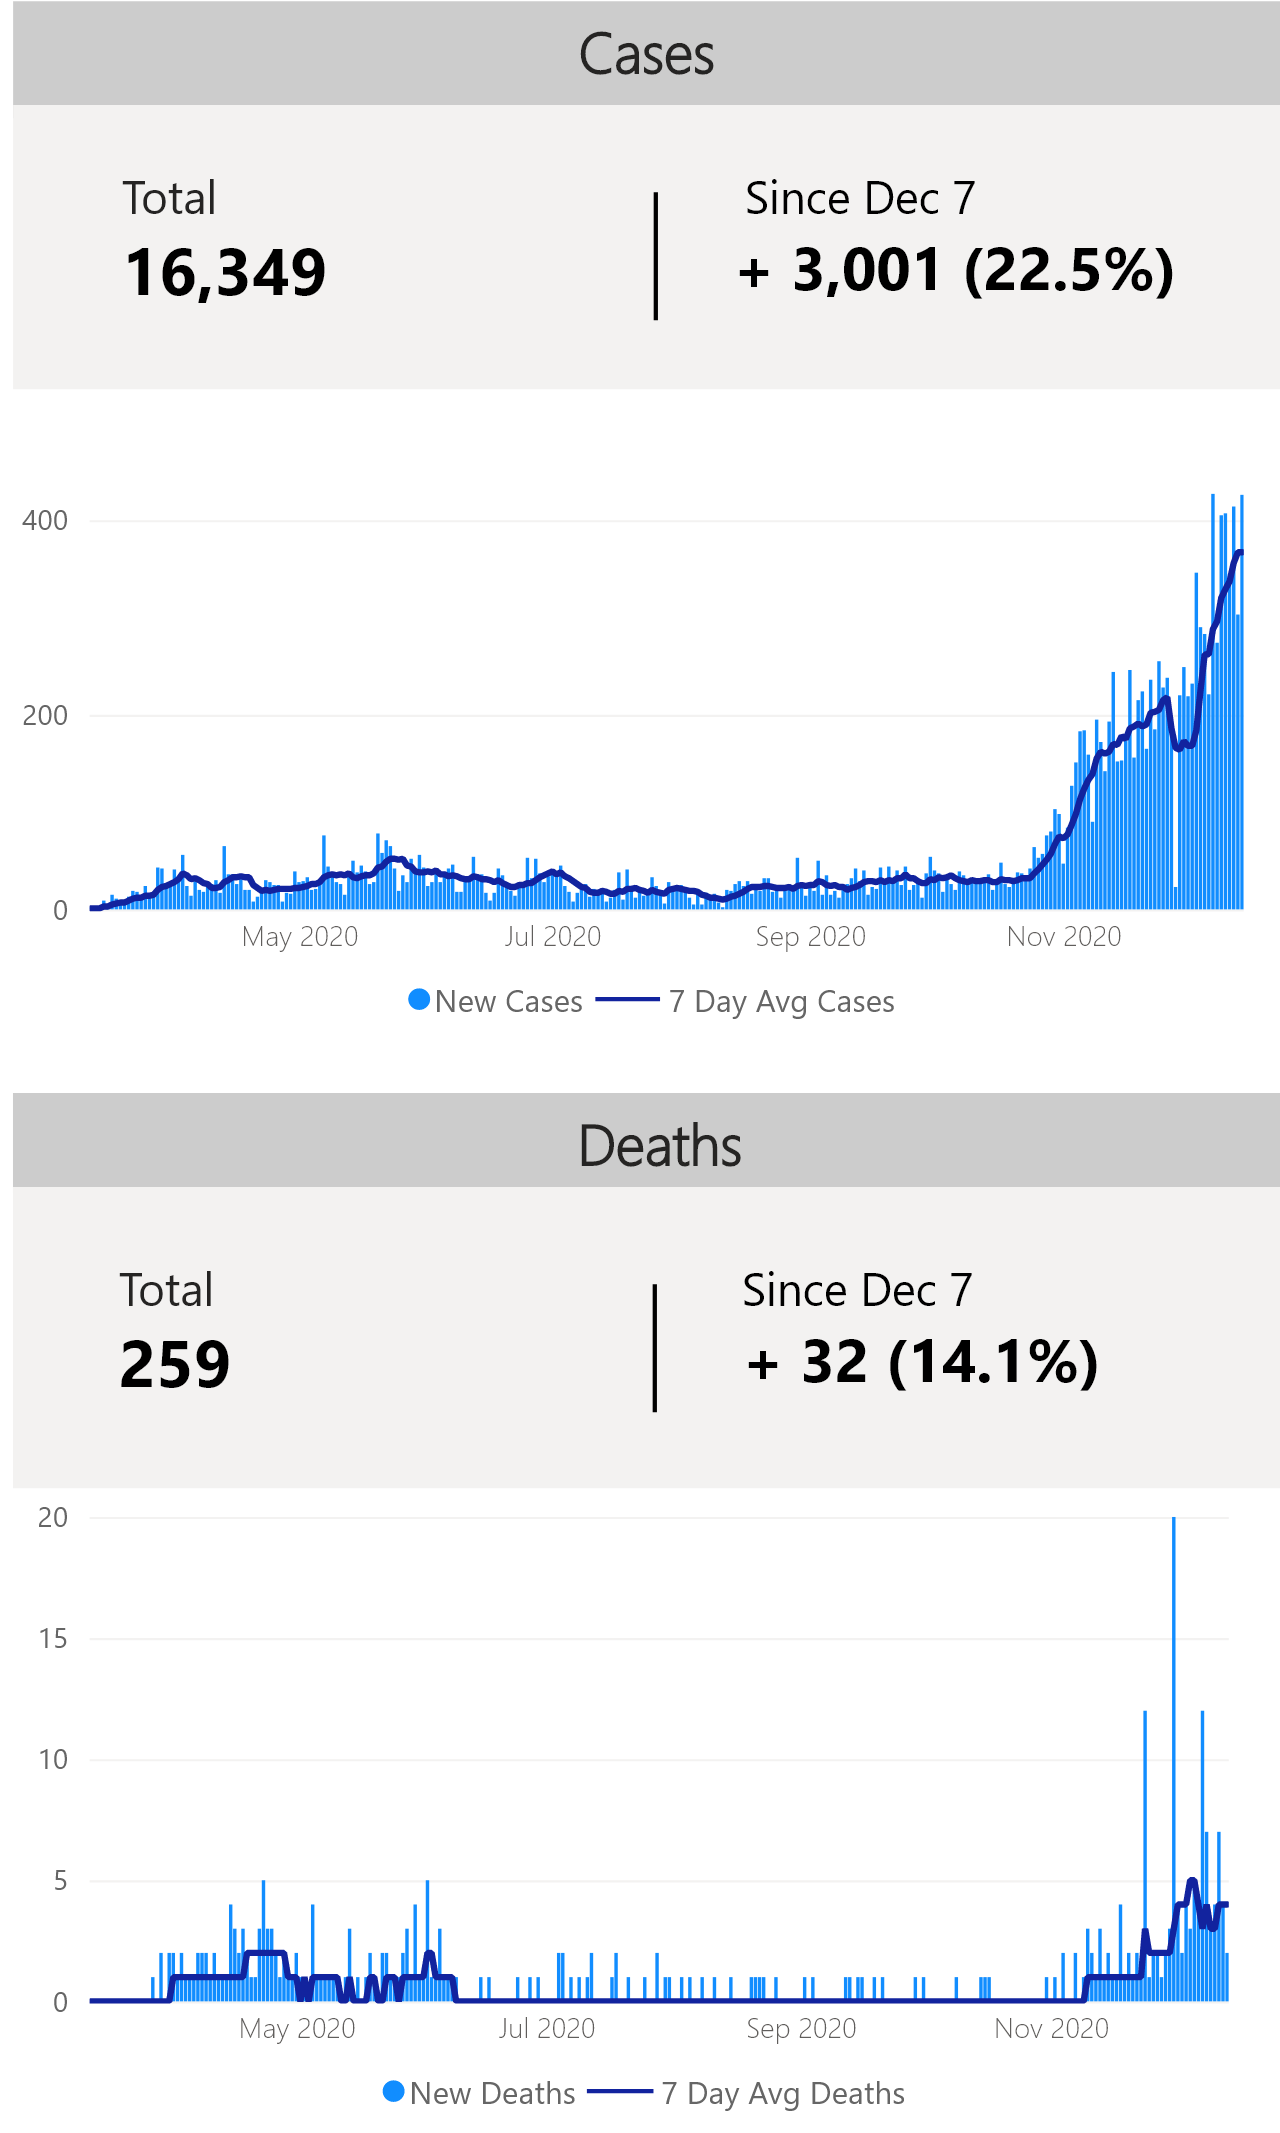 Cases
Total
Since Dec 7
16,349
+ 3,001 (22.5%)
400
200
0
May 2020
Jul 2020
Sep 2020
Nov 2020
New Cases
7 Day Avg Cases
Deaths
Total
Since Dec 7
259
+ 32 (14.1%)
20
15
10
5
0
May 2020
Jul 2020
Sep 2020
Nov 2020
New Deaths
7 Day Avg Deaths